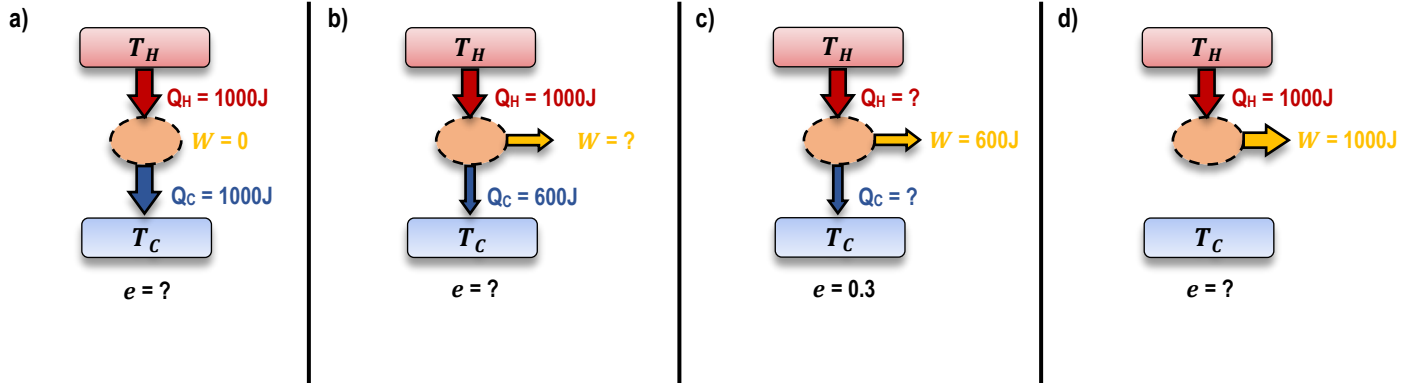 a)
T_H
Q_H = 1000J
W = 0
Q_C = 1000J
T_C
e = ?
b)
T_H
Q_H = 1000J
W = ?
Q_C = 600J
T_C
e = ?
c)
T_H
Q_H = ?
W = 600J
Q_C = ?
T_C
e = 0.3
d)
T_H
Q_H = 1000J
W = 1000J
T_C
e = ?